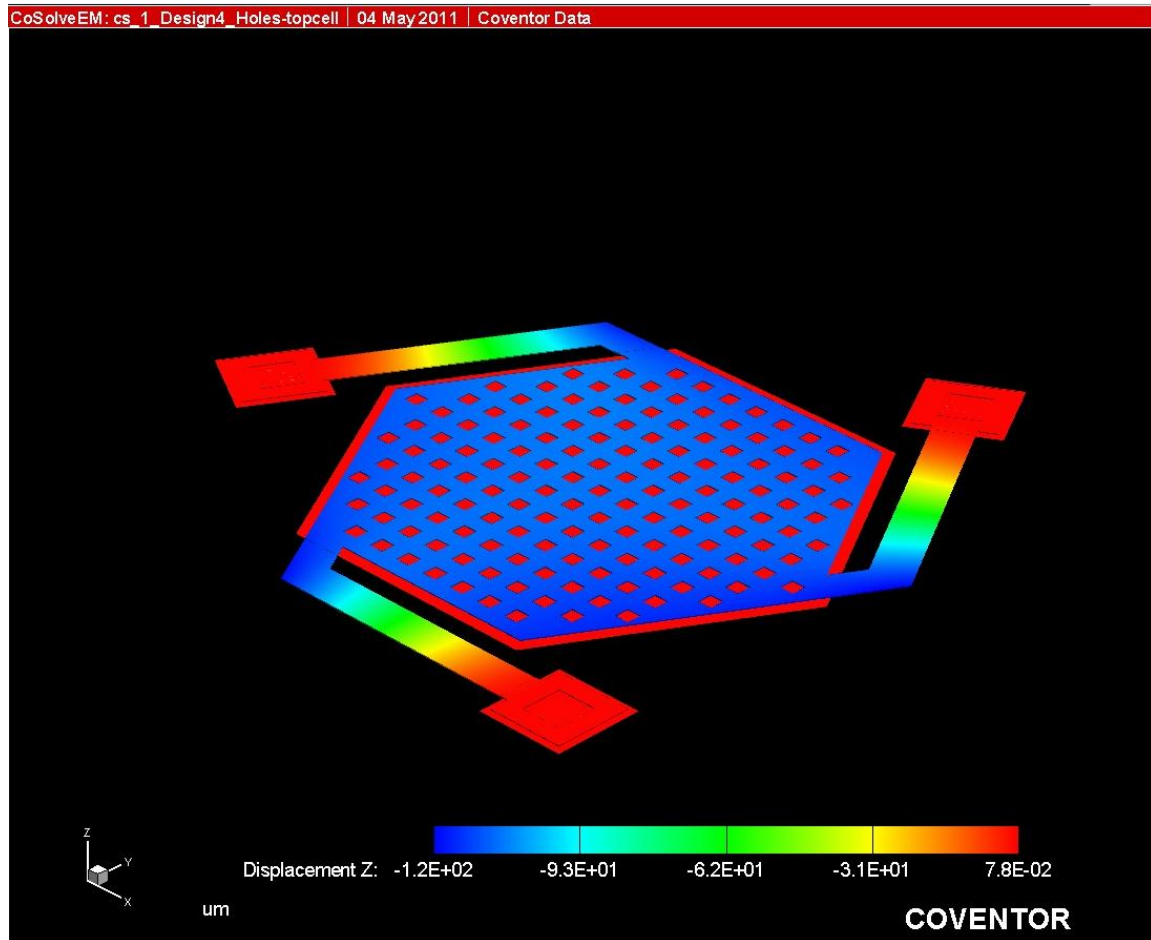 CoSolveEM: cs_1_Design4_Holes-topcell | 04 May 2011 | Coventor Data
Z
Y
X
Displacement Z: -1.2E+02 -9.3E+01 -6.2E+01 -3.1E+01 7.8E-02
um
COVENTOR